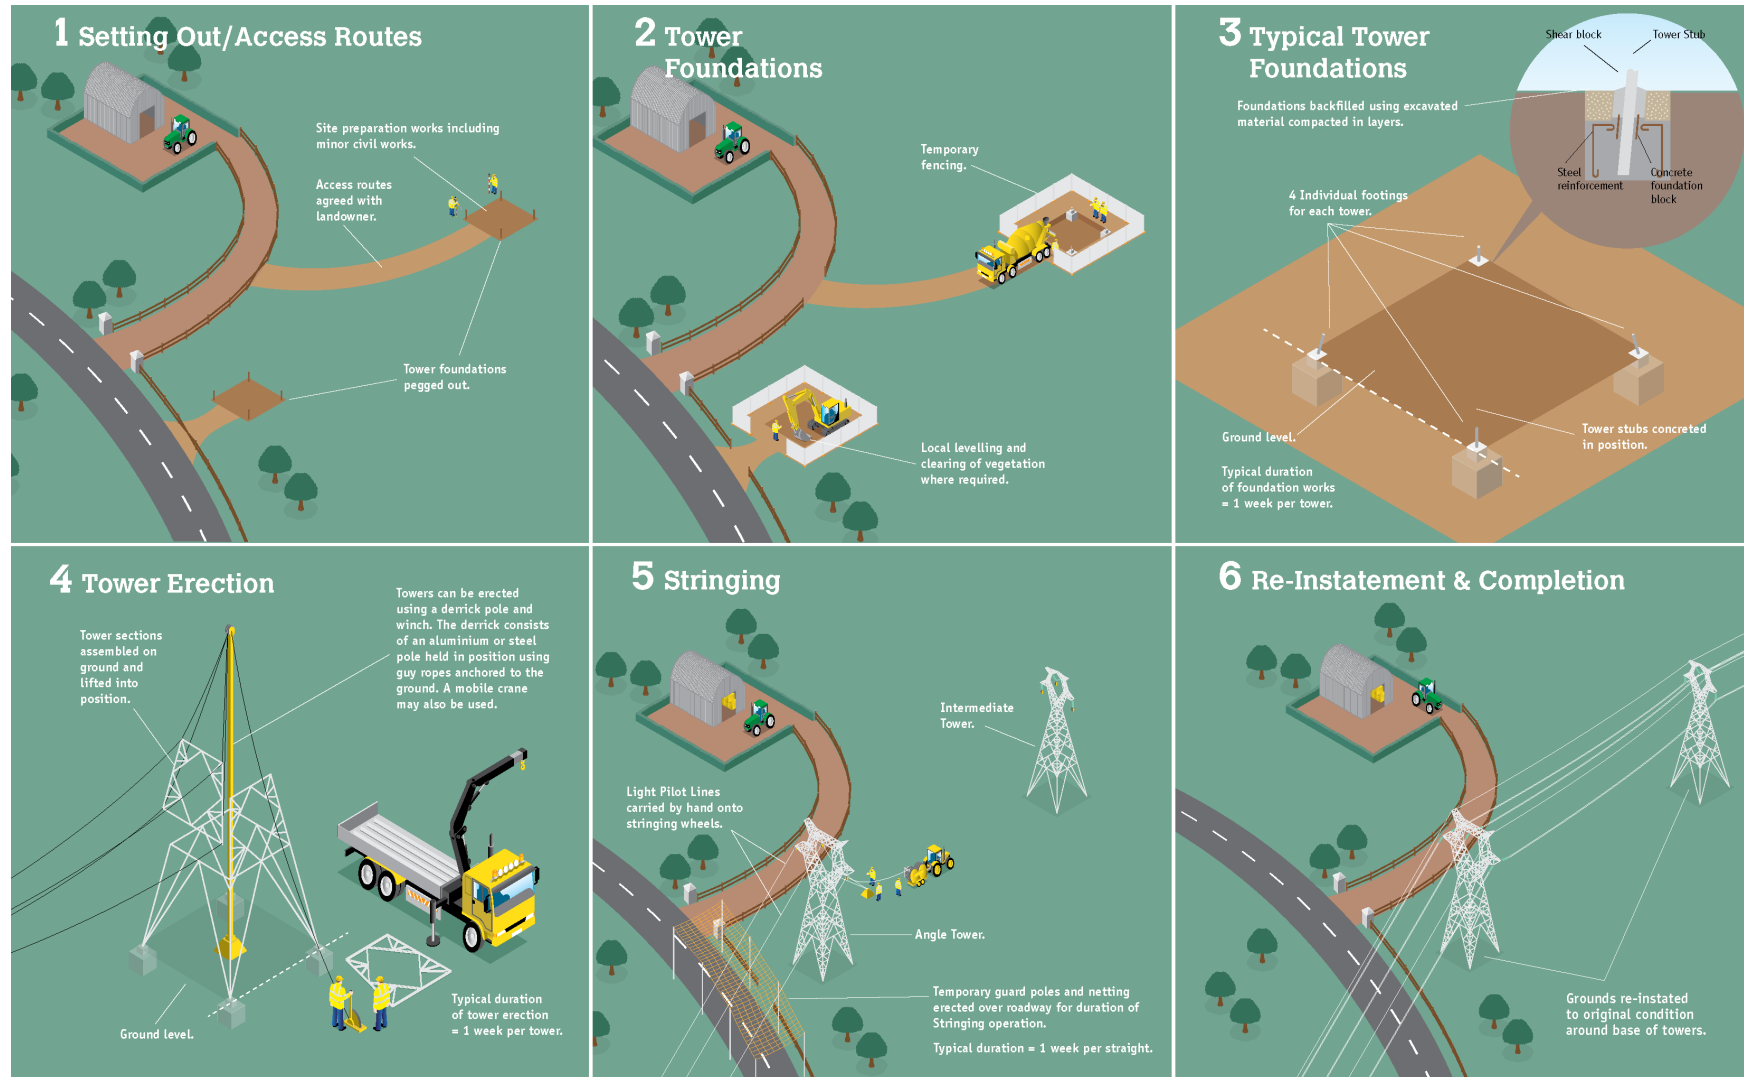 1 Setting Out/Access Routes
Site preparation works including
minor civil works.
Access routes
agreed with
landowner.
Tower foundations
pegged out.
2 Tower
Foundations
Temporary
fencing.
Local levelling and
clearing of vegetation
where required.
3 Typical Tower
Foundations
Shear block
Tower Stub
Foundations backfilled using excavated
material compacted in layers.
Steel
reinforcement
Concrete
foundation
block
4 Individual footings
for each tower.
Ground level.
Tower stubs concreted
in position.
Typical duration
of foundation works
= 1 week per tower.
4 Tower Erection
Tower sections
assembled on
ground and
lifted into
position.
Towers can be erected
using a derrick pole and
winch. The derrick consists
of an aluminium or steel
pole held in position using
guy ropes anchored to the
ground. A mobile crane
may also be used.
Ground level.
Typical duration
of tower erection
= 1 week per tower.
5 Stringing
Intermediate
Tower.
Light Pilot Lines
carried by hand onto
stringing wheels.
Angle Tower.
Temporary guard poles and netting
erected over roadway for duration of
Stringing operation.
Typical duration = 1 week per straight.
6 Re-Instatement & Completion
Grounds re-instated
to original condition
around base of towers.